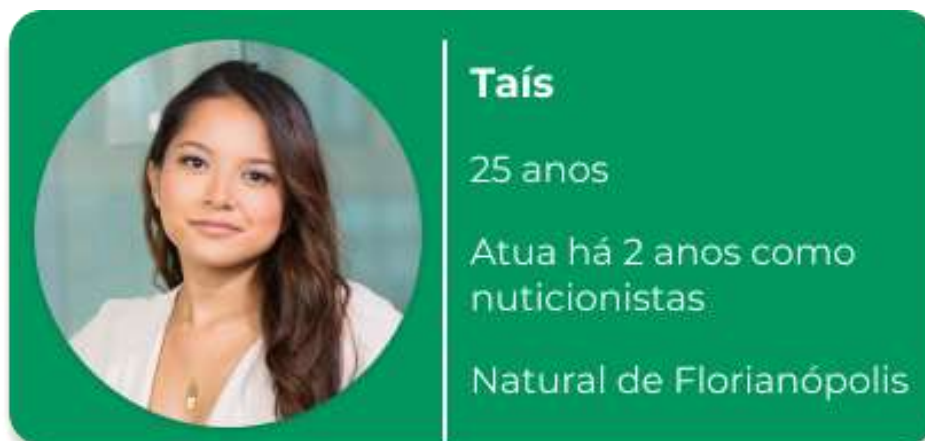 Taís
25 anos
Atua há 2 anos como
nuticionistas
Natural de Florianópolis